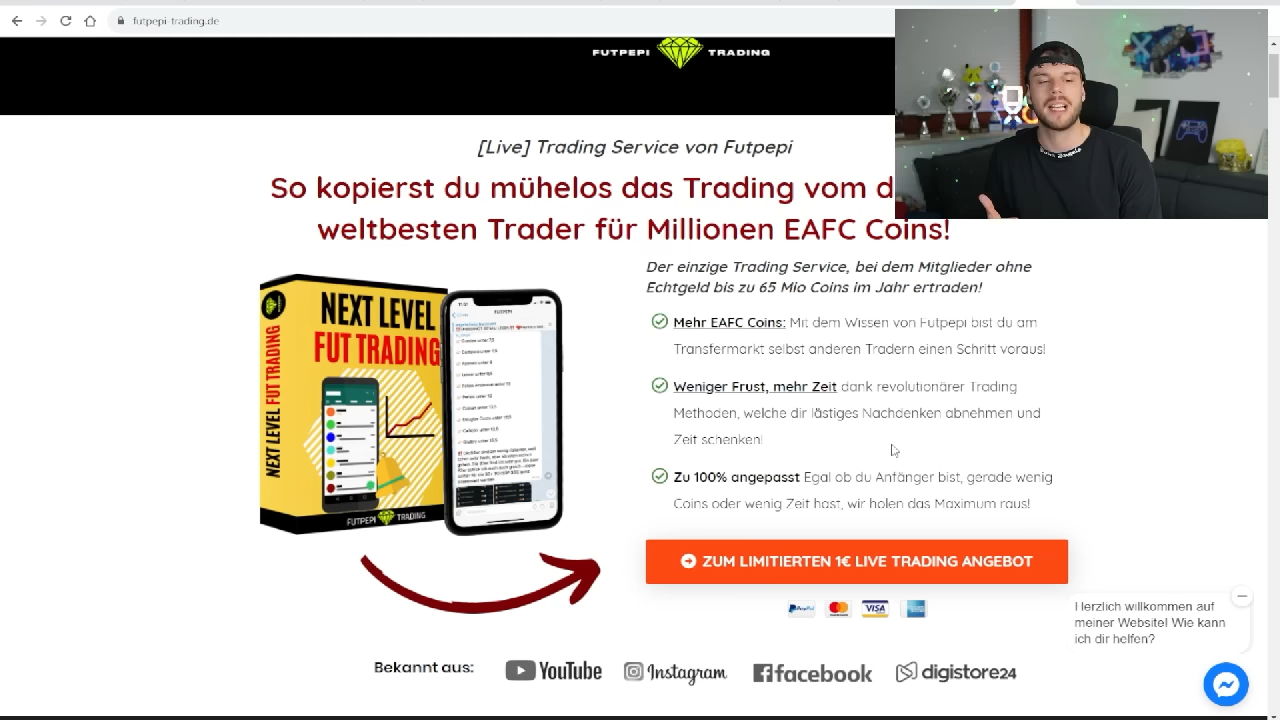 futpepi-trading.de
FUTPEPI TRADING
[Live] Trading Service von Futpepi
So kopierst du mühelos das Trading vom
weltbesten Trader für Millionen EAFC Coins!
Der einzige Trading Service, bei dem Mitglieder ohne
Echtgeld bis zu 65 Mio Coins im Jahr ertraden!
Mehr EAFC Coins: Mit dem Wissen von Futpepi bist du am
Transfermarkt selbst anderen Tradern einen Schritt voraus!
Weniger Frust, mehr Zeit dank revolutionärer Trading
Methoden, welche dir lästiges Nachdenken abnehmen und
Zeit schenken!
Zu 100% angepasst Egal ob du Anfänger bist, gerade wenig
Coins oder wenig Zeit hast, wir holen das Maximum raus!
NEXT LEVEL
FUT TRADING
NEXT LEVEL FUT TRADING
FUTPEPI TRADING
FUTPEPI
ZUM LIMITIERTEN 1€ LIVE TRADING ANGEBOT
PayPal
VISA
Herzlich willkommen auf
meiner Website! Wie kann
ich dir helfen?
Bekannt aus: YouTube Instagram facebook digistore24